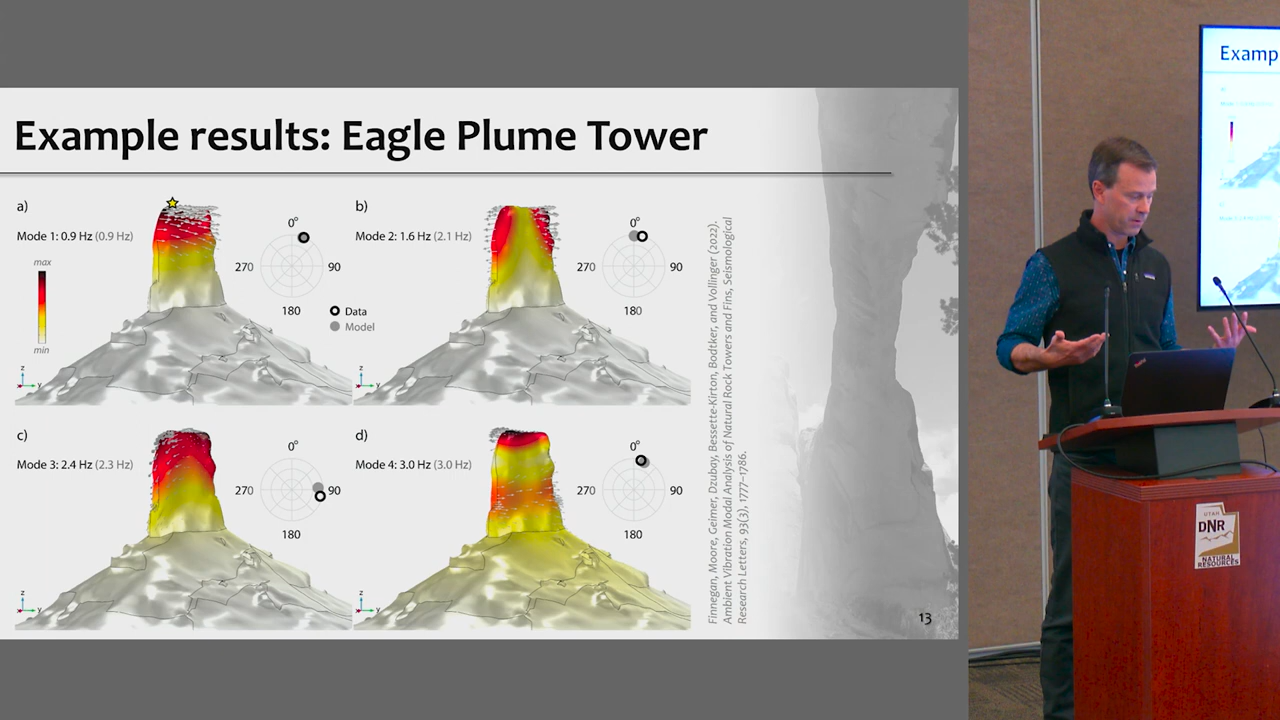 Example results: Eagle Plume Tower
a)
Mode 1: 0.9 Hz (0.9 Hz)
max
min
0°
270
90
180
Data
Model
z
y
b)
Mode 2: 1.6 Hz (2.1 Hz)
0°
270
90
180
z
y
c)
Mode 3: 2.4 Hz (2.3 Hz)
0°
270
90
180
z
y
d)
Mode 4: 3.0 Hz (3.0 Hz)
0°
270
90
180
z
y
Finnegan, Moore, Geimer, Dzubay, Bessette-Kirton, Bodtker, and Vollinger (2022).
Ambient Vibration Modal Analysis of Natural Rock Towers and Fins, Seismological
Research Letters, 93(3), 1777–1786.
13
Examp
UTAH
DNR
NATURAL
RESOURCES